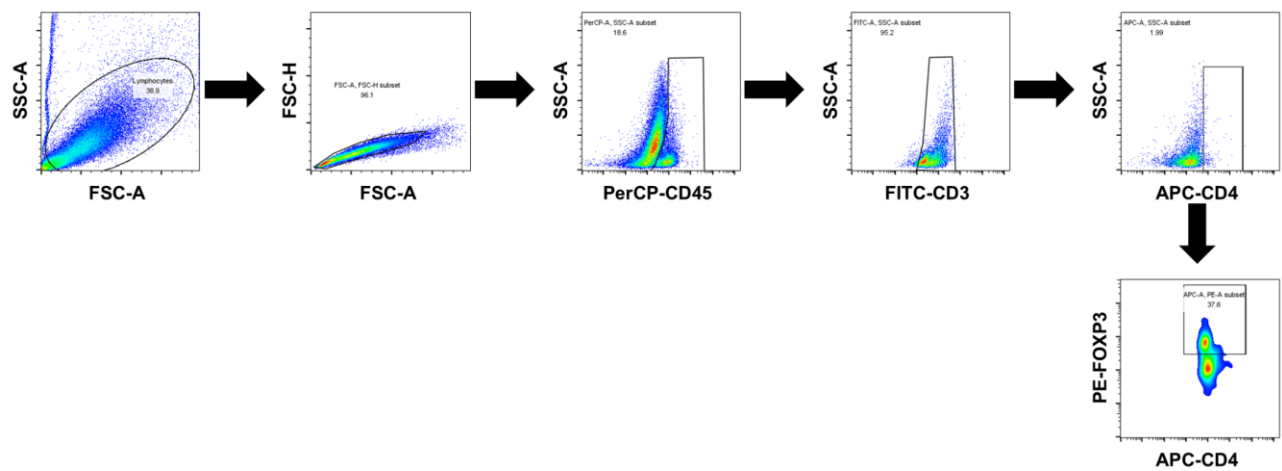 SSC-A
Lymphocytes
38.9
FSC-A
FSC-H
FSC-A, FSC-H subset
96.1
FSC-A
SSC-A
PerCP-A, SSC-A subset
18.6
PerCP-CD45
SSC-A
FITC-A, SSC-A subset
95.2
FITC-CD3
SSC-A
APC-A, SSC-A subset
1.99
APC-CD4
PE-FOXP3
APC-A, PE-A subset
37.6
APC-CD4